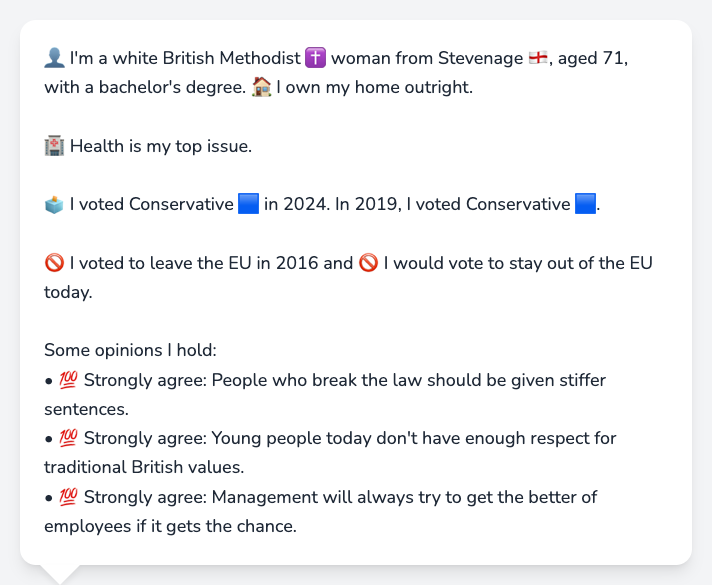 👤 I'm a white British Methodist ✝️ woman from Stevenage 🏴󠁧󠁢󠁥󠁮󠁧󠁿, aged 71,
with a bachelor's degree. 🏠 I own my home outright.
🏥 Health is my top issue.
🗳️ I voted Conservative 🟦 in 2024. In 2019, I voted Conservative 🟦.
🚫 I voted to leave the EU in 2016 and 🚫 I would vote to stay out of the EU
today.
Some opinions I hold:
• 💯 Strongly agree: People who break the law should be given stiffer
sentences.
• 💯 Strongly agree: Young people today don't have enough respect for
traditional British values.
• 💯 Strongly agree: Management will always try to get the better of
employees if it gets the chance.